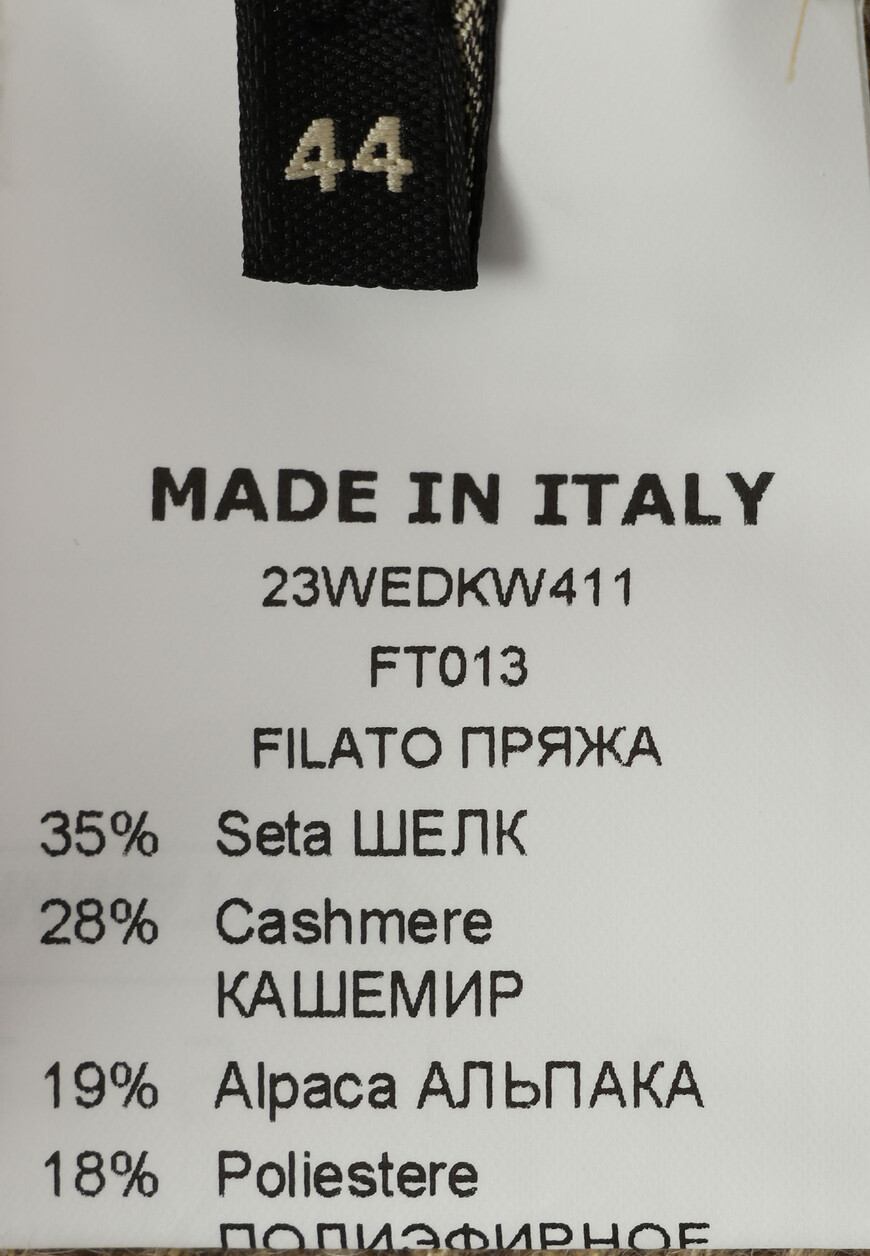 44
MADE IN ITALY
23WEDKW411
FT013
FILATO ПРЯЖА
35% Seta ШЕЛК
28% Cashmere
КАШЕМИР
19% Alpaca АЛЬПАКА
18% Poliestere
ПОЛИЭФИРНОЕ